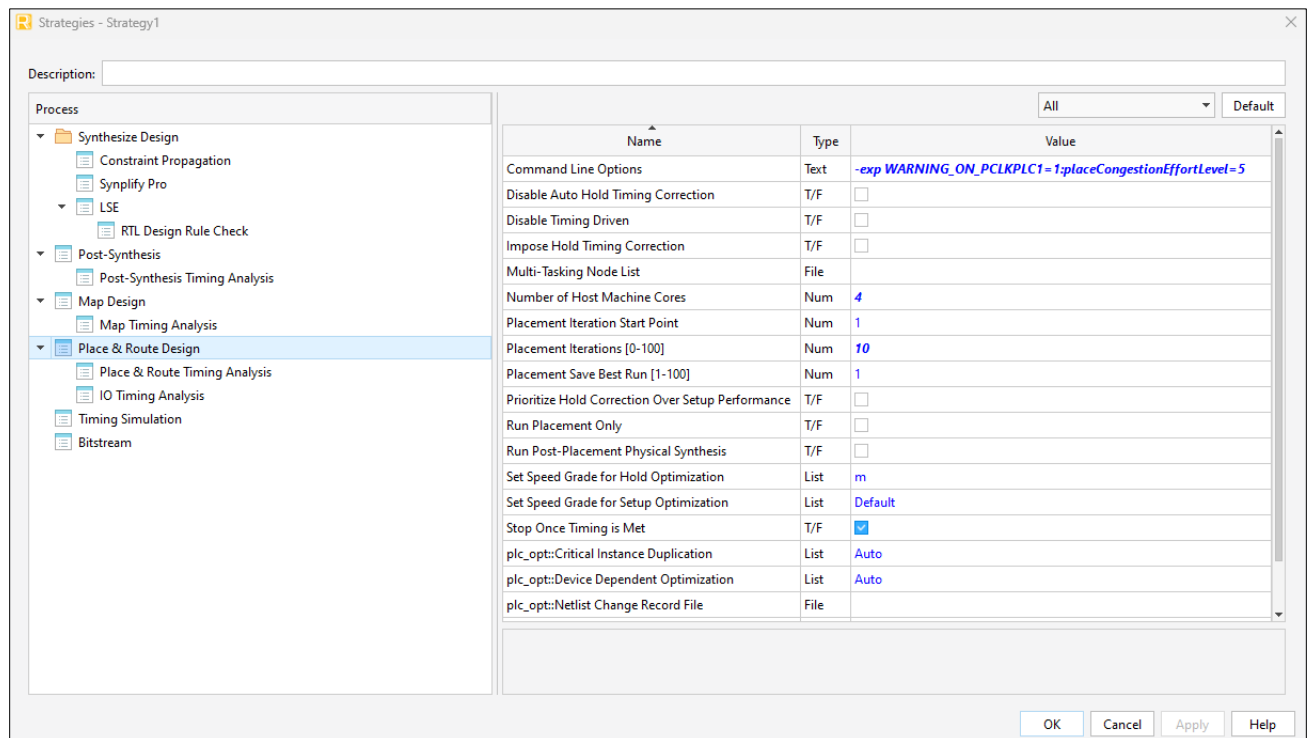 Strategies - Strategy1
Description:
Process
Synthesize Design
Constraint Propagation
Synplify Pro
LSE
RTL Design Rule Check
Post-Synthesis
Post-Synthesis Timing Analysis
Map Design
Map Timing Analysis
Place & Route Design
Place & Route Timing Analysis
IO Timing Analysis
Timing Simulation
Bitstream
All Default
Name Type Value
Command Line Options Text -exp WARNING_ON_PCLKPLC1=1:placeCongestionEffortLevel=5
Disable Auto Hold Timing Correction T/F
Disable Timing Driven T/F
Impose Hold Timing Correction T/F
Multi-Tasking Node List File
Number of Host Machine Cores Num 4
Placement Iteration Start Point Num 1
Placement Iterations [0-100] Num 10
Placement Save Best Run [1-100] Num 1
Prioritize Hold Correction Over Setup Performance T/F
Run Placement Only T/F
Run Post-Placement Physical Synthesis T/F
Set Speed Grade for Hold Optimization List m
Set Speed Grade for Setup Optimization List Default
Stop Once Timing is Met T/F
plc_opt::Critical Instance Duplication List Auto
plc_opt::Device Dependent Optimization List Auto
plc_opt::Netlist Change Record File File
OK Cancel Apply Help